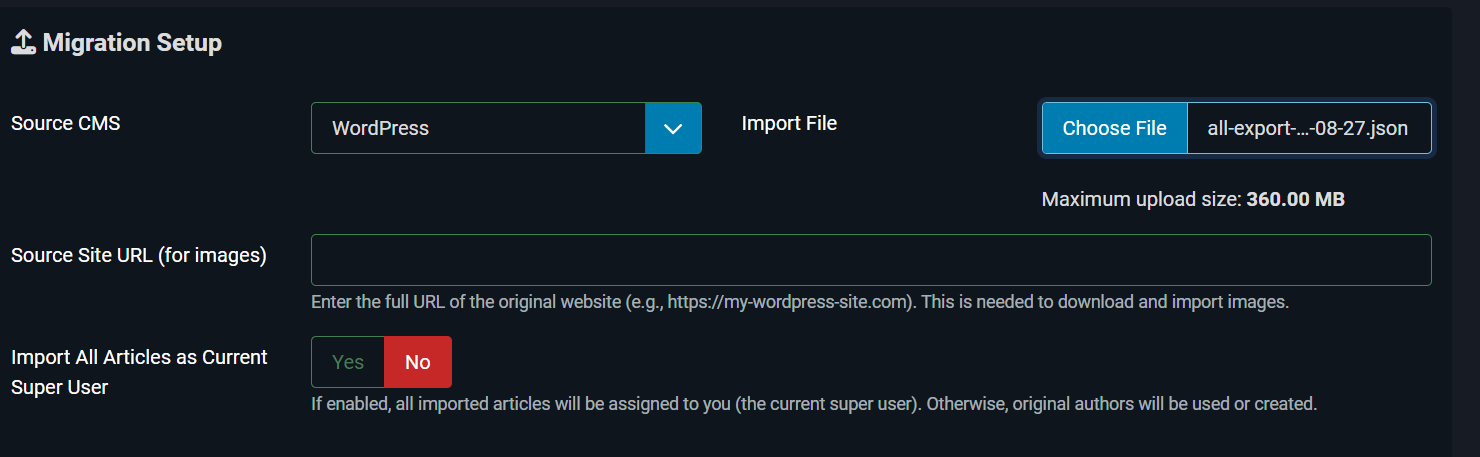 Migration Setup
Source CMS
WordPress
Import File
Choose File
all-export-...-08-27.json
Maximum upload size: 360.00 MB
Source Site URL (for images)
Enter the full URL of the original website (e.g., https://my-wordpress-site.com). This is needed to download and import images.
Import All Articles as Current
Super User
Yes
No
If enabled, all imported articles will be assigned to you (the current super user). Otherwise, original authors will be used or created.